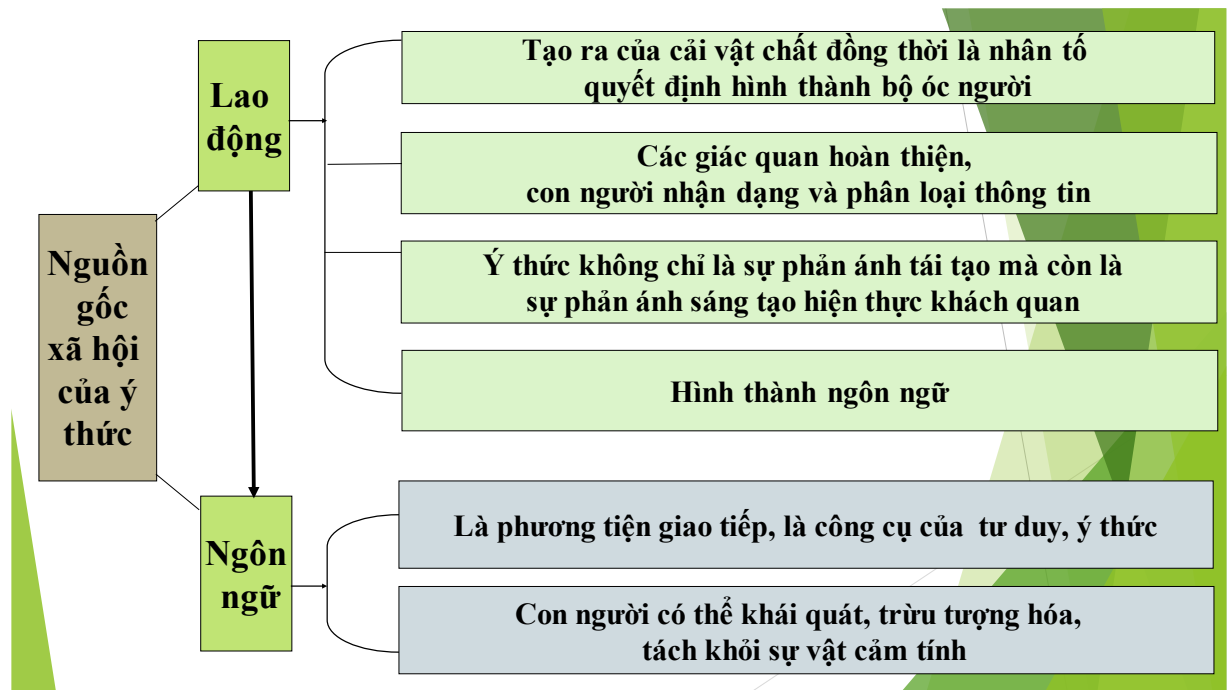 Nguồn
gốc
xã hội
của ý
thức
Lao
động
Tạo ra của cải vật chất đồng thời là nhân tố
quyết định hình thành bộ óc người
Các giác quan hoàn thiện,
con người nhận dạng và phân loại thông tin
Ý thức không chỉ là sự phản ánh tái tạo mà còn là
sự phản ánh sáng tạo hiện thực khách quan
Hình thành ngôn ngữ
Ngôn
ngữ
Là phương tiện giao tiếp, là công cụ của tư duy, ý thức
Con người có thể khái quát, trừu tượng hóa,
tách khỏi sự vật cảm tính